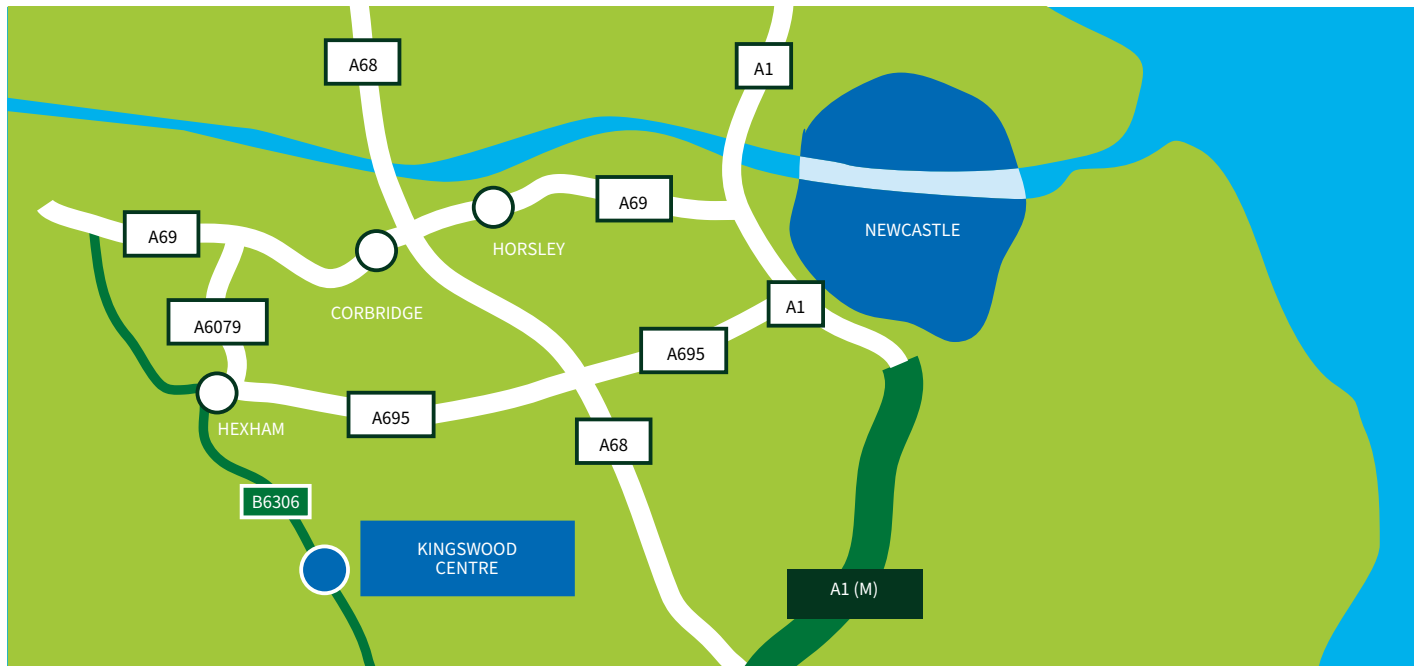 A68
A1
A69
A69
HORSLEY
NEWCASTLE
CORBRIDGE
A6079
A1
A695
A695
HEXHAM
A68
B6306
KINGSWOOD
CENTRE
A1 (M)